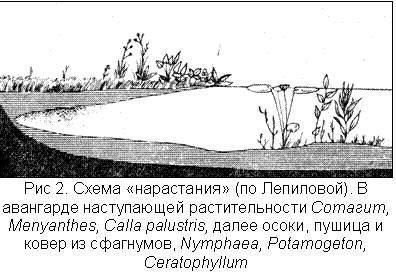 Рис 2. Схема «нарастания» (по Лепиловой). В
авангарде наступающей растительности Comarum,
Menyanthes, Calla palustris, далее осоки, пушица и
ковер из сфагнумов, Nymphaea, Potamogeton,
Ceratophyllum